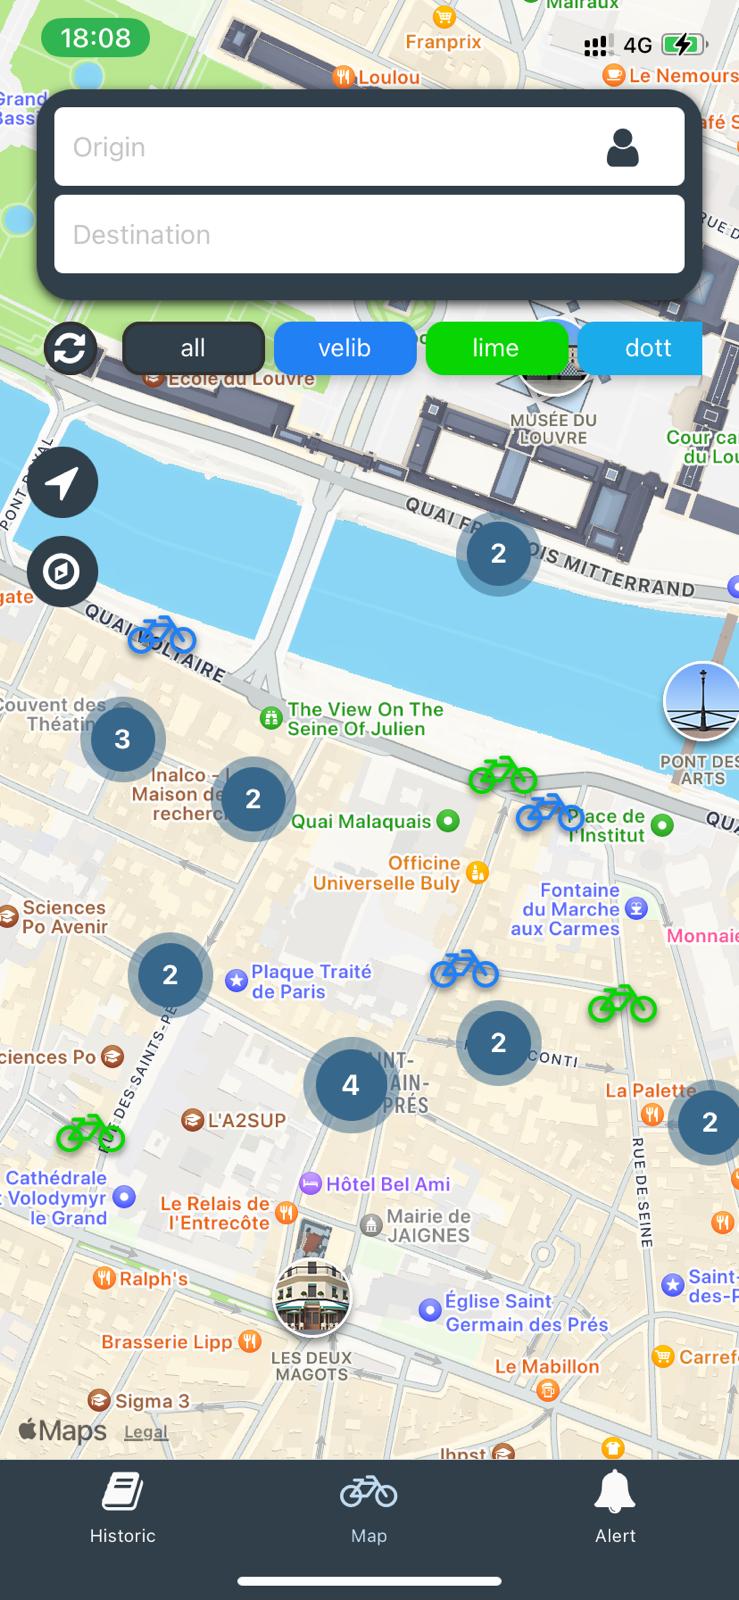 Malraux
18:08
4G
Franprix
Loulou
Le Nemours
Grand
Bassi
afé S
Origin
Destination
RUE D
all
velib
lime
dott
École du Louvre
MUSÉE DU
LOUVRE
Cour ca
du Lou
PONT ROYAL
QUAI FR
OIS MITTERRAND
2
gate
QUAI VOLTAIRE
Couvent des
Théatin
3
The View On The
Seine Of Julien
PONT DES
ARTS
Inalco -
Maison de
recherc
2
Quai Malaquais
Place de
l'Institut
QUA
Officine
Universelle Buly
Fontaine
du Marche
aux Carmes
Sciences
Po Avenir
Monnaie
2
Plaque Traité
de Paris
RUE DES SAINTS-PÈ
2
CONTI
ciences Po
4
INT-
AIN-
PRÉS
La Palette
2
L'A2SUP
RUE DE SEINE
Cathédrale
Volodymyr
le Grand
Hôtel Bel Ami
Le Relais de
l'Entrecôte
Mairie de
JAIGNES
Ralph's
Saint-
des-P
Église Saint
Germain des Prés
Brasserie Lipp
LES DEUX
MAGOTS
Le Mabillon
Carref
Sigma 3
Maps
Legal
Ihpst
Historic
Map
Alert